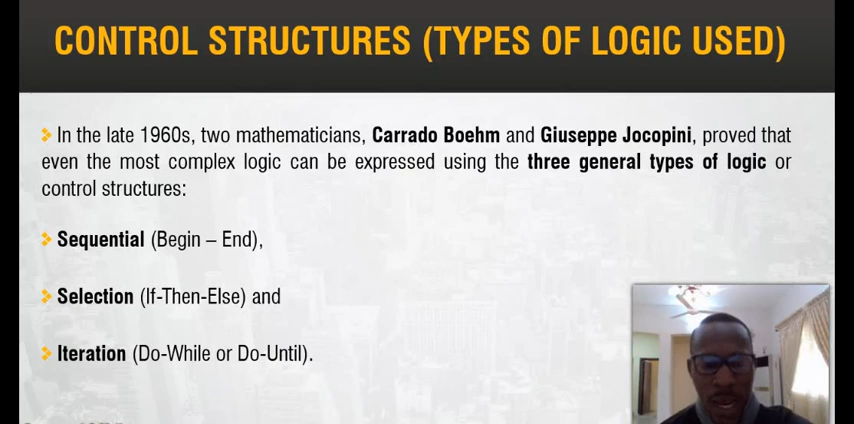 CONTROL STRUCTURES (TYPES OF LOGIC USED)
In the late 1960s, two mathematicians, Carrado Boehm and Giuseppe Jocopini, proved that
even the most complex logic can be expressed using the three general types of logic or
control structures:
Sequential (Begin – End),
Selection (If-Then-Else) and
Iteration (Do-While or Do-Until).